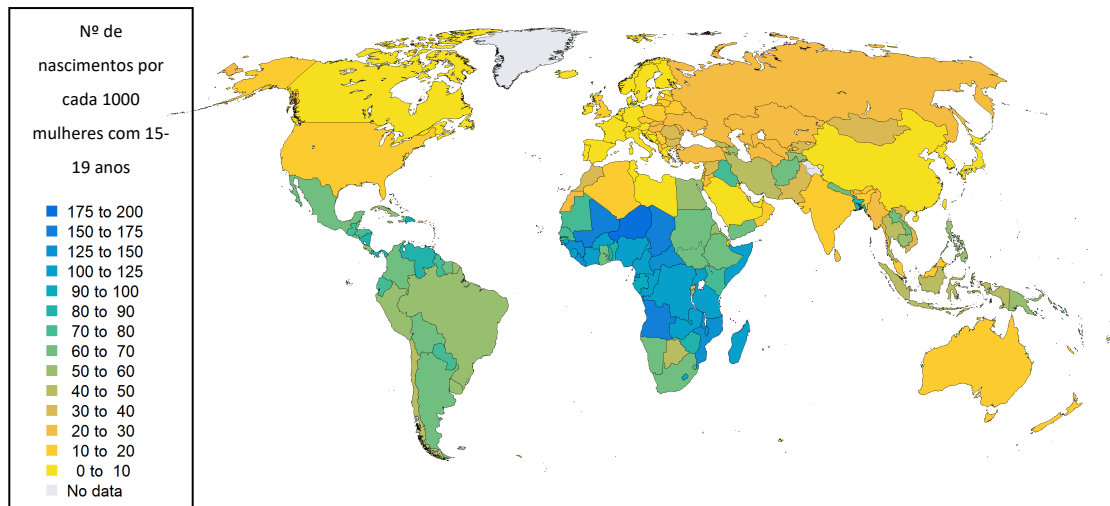 Nº de
nascimentos por
cada 1000
mulheres com 15-
19 anos
175 to 200
150 to 175
125 to 150
100 to 125
90 to 100
80 to 90
70 to 80
60 to 70
50 to 60
40 to 50
30 to 40
20 to 30
10 to 20
0 to 10
No data